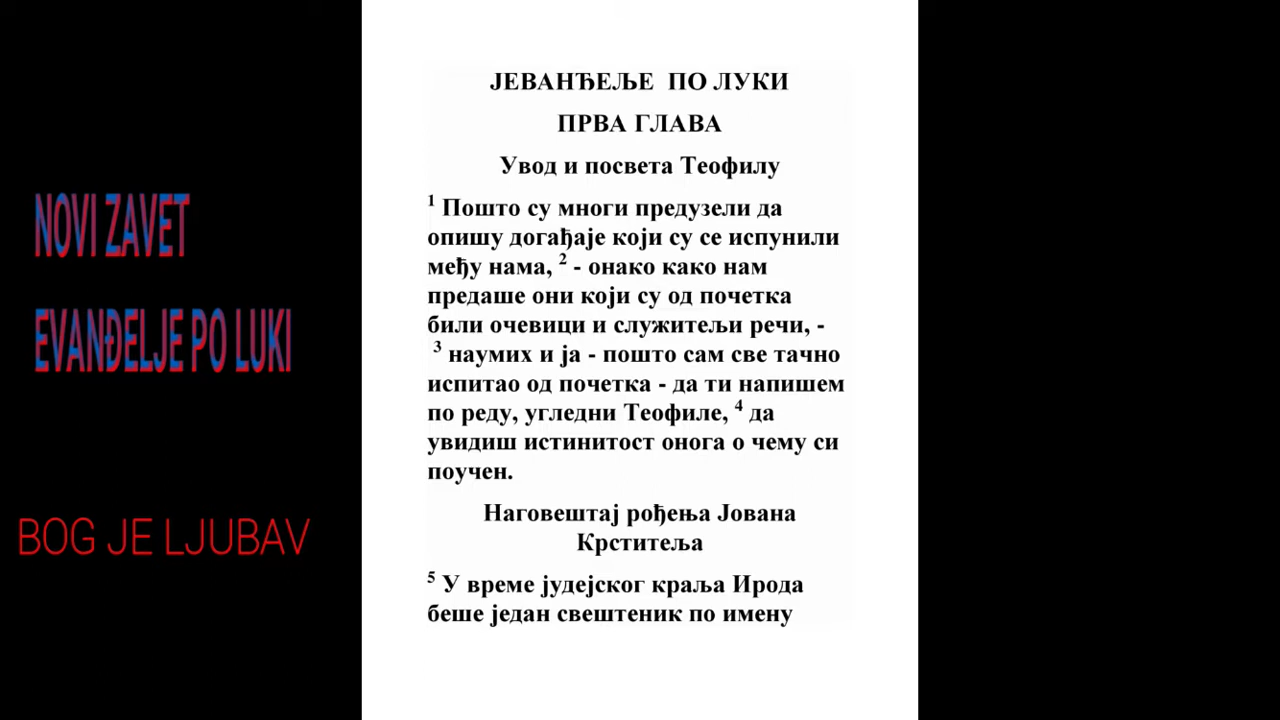 NOVI ZAVET
EVANĐELJE PO LUKI
BOG JE LJUBAV
ЈЕВАНЂЕЉЕ ПО ЛУКИ
ПРВА ГЛАВА
Увод и посвета Теофилу
1 Пошто су многи предузели да
опишу догађаје који су се испунили
међу нама, 2 - онако како нам
предаше они који су од почетка
били очевици и служитељи речи, -
3 наумих и ја - пошто сам све тачно
испитао од почетка - да ти напишем
по реду, угледни Теофиле, 4 да
увидиш истинитост онога о чему си
поучен.
Наговештај рођења Јована
Крститеља
5 У време јудејског краља Ирода
беше један свештеник по имену